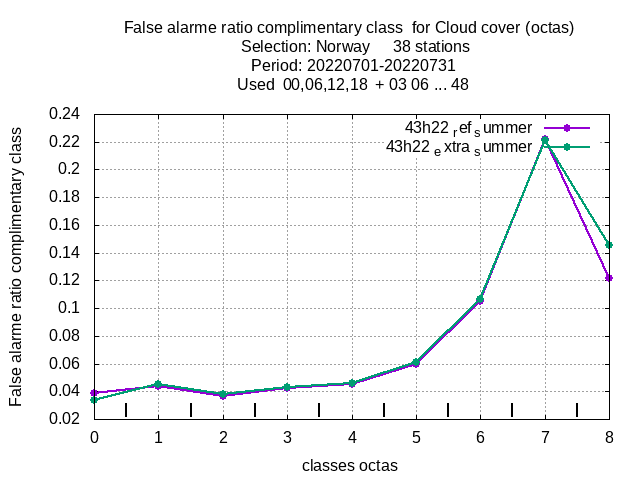 False alarme ratio complimentary class  for Cloud cover (octas)
Selection: Norway     38 stations
Period: 20220701-20220731
Used  00,06,12,18  + 03 06 ... 48
False alarme ratio complimentary class
0.24
0.22
0.2
0.18
0.16
0.14
0.12
0.1
0.08
0.06
0.04
0.02
43h22 ref summer
43h22 extra summer
0 1 2 3 4 5 6 7 8
classes octas